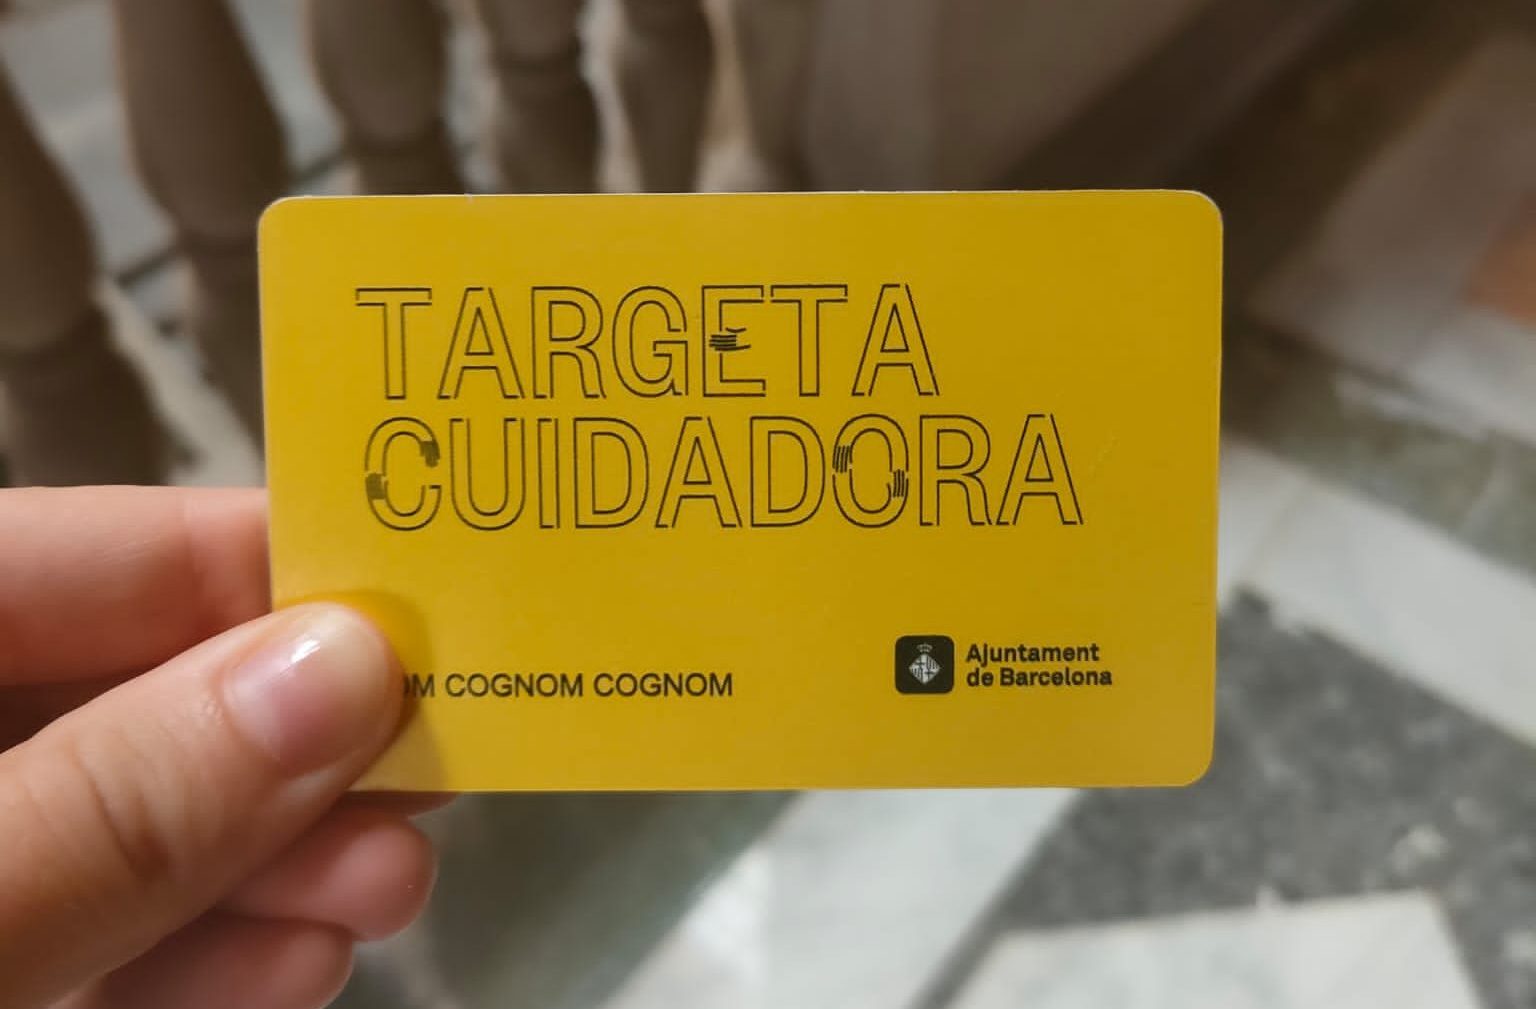 TARGETA
CUIDADORA
COGNOM COGNOM
Ajuntament
de Barcelona